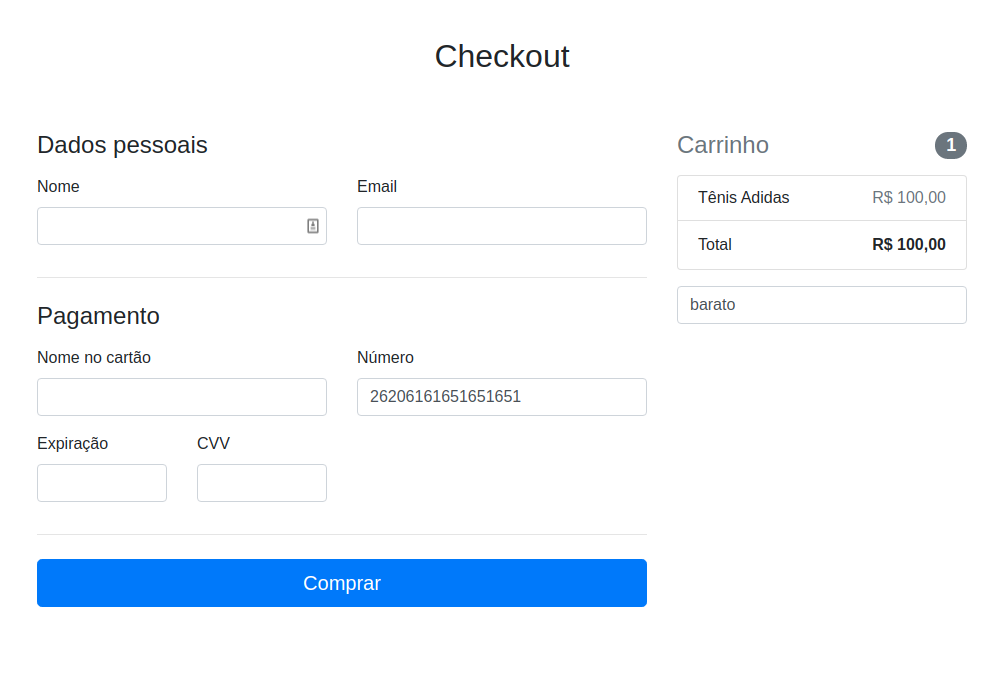 Checkout
Dados pessoais
Nome
Email
Pagamento
Nome no cartão
Número
26206161651651651
Expiração
CVV
Comprar
Carrinho
1
Tênis Adidas
R$ 100,00
Total
R$ 100,00
barato